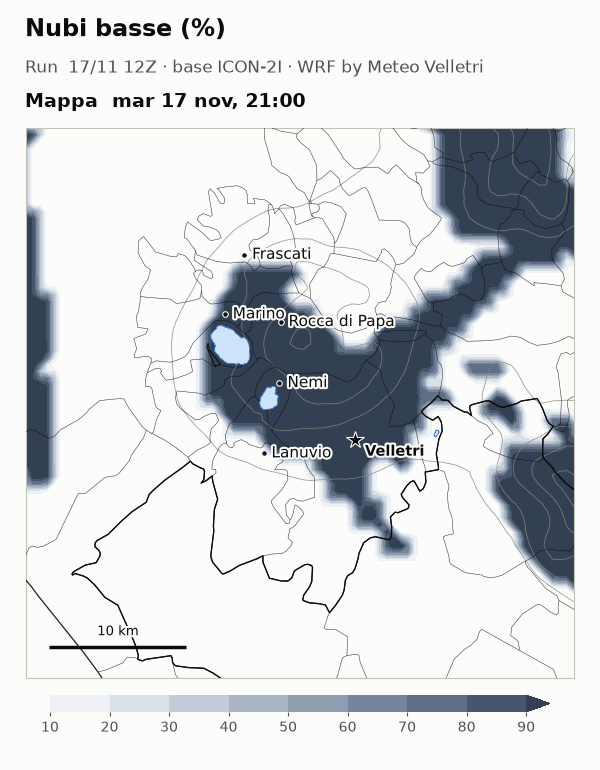 Nubi basse (%)
Run  17/11 12Z · base ICON-2I · WRF by Meteo Velletri
Mappa  mar 17 nov, 21:00
Frascati
Marino
Rocca di Papa
Nemi
Velletri
Lanuvio
10 km
10 20 30 40 50 60 70 80 90